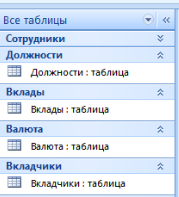 Все таблицы
Сотрудники
Должности
Должности : таблица
Вклады
Вклады : таблица
Валюта
Валюта : таблица
Вкладчики
Вкладчики : таблица